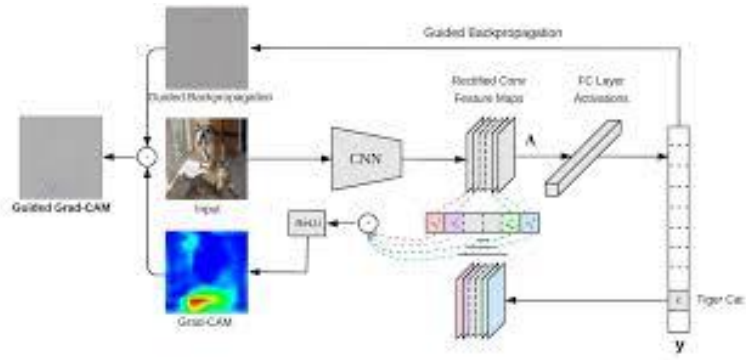 Guided Backpropagation
Rectified Conv
Feature Maps
FC Layer
Activations
Guided Backpropagation
CNN
A
Guided Grad-CAM
Input
ReLU
Grad-CAM
c
Tiger Cat
y